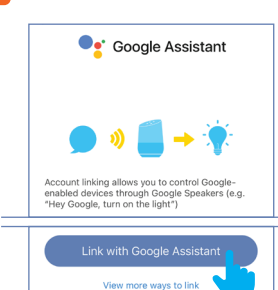 Google Assistant
Account linking allows you to control Google-
enabled devices through Google Speakers (e.g.
“Hey Google, turn on the light”)
Link with Google Assistant
View more ways to link